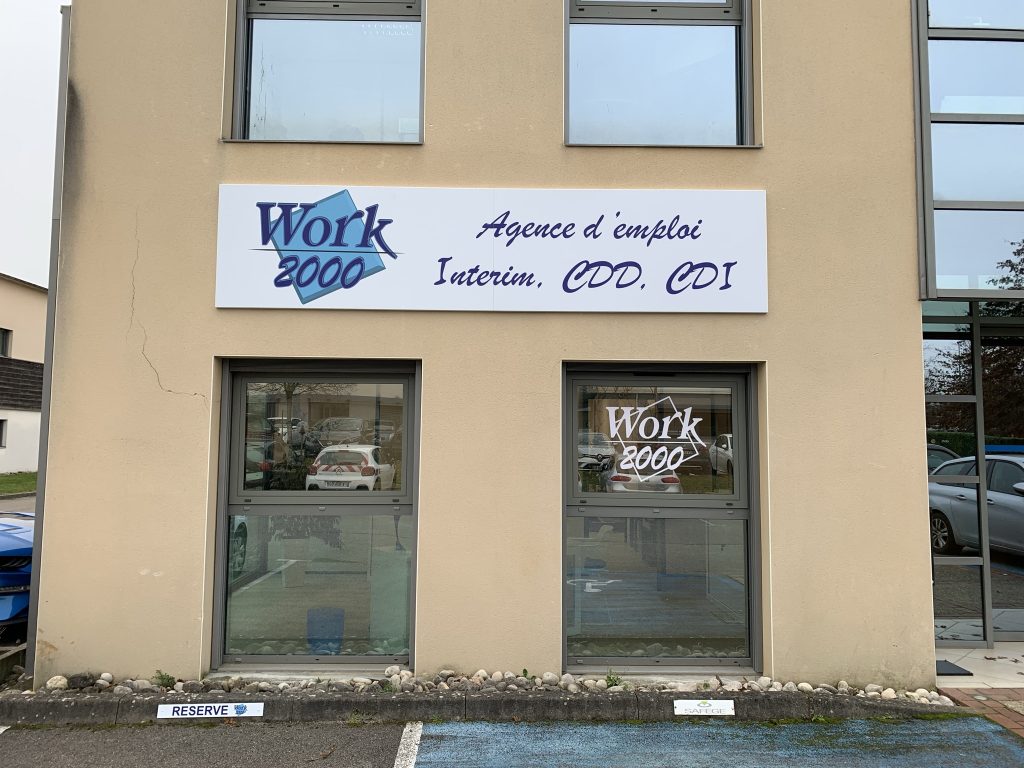 Work
2000
Agence d'emploi
Interim, CDD, CDI
Work
2000
RESERVE
SAFEGE